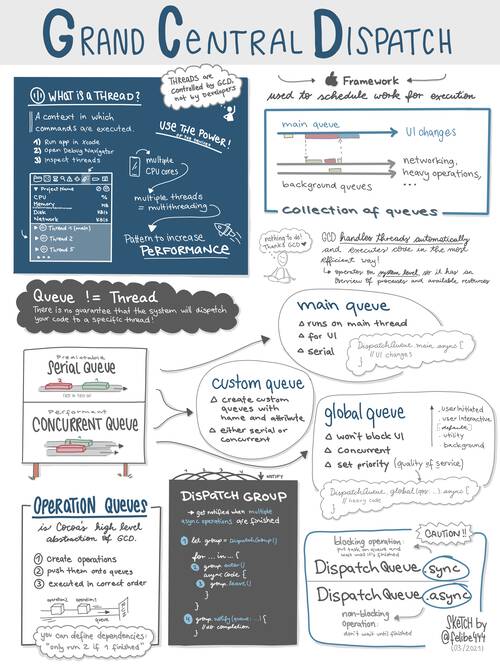 GRAND CENTRAL DISPATCH
THREADS are
controlled by GCD,
not by Developers
WHAT IS A THREAD?
A context in which
commands are executed.
1) Run app in Xcode
2) Open Debug Navigator
3) Inspect threads
Project Name
CPU %
Memory MB
Disk KB/s
Network KB/s
Thread 1 (main)
Thread 2
Thread 5
...
USE THE POWER!
OF THE DEVICES
multiple
CPU cores
multiple threads
= multithreading
Pattern to increase
PERFORMANCE
Framework
used to schedule work for execution
main queue
UI changes
networking,
heavy operations,
...
background queues
Collection of queues
nothing to do!
Thanks GCD
GCD handles threads automatically
and executes code in the most
efficient way!
operates on system level so it has an
overview of processes and available resources
Queue != Thread
There is no guarantee that the system will dispatch
your code to a specific thread!
main queue
runs on main thread
for UI
serial
DispatchQueue.main.async {
// UI changes
}
Predictable
SERIAL QUEUE
Performant
CONCURRENT QUEUE
custom queue
create custom
queues with
name and attribute
either serial or
concurrent
global queue
won't block UI
concurrent
set priority (quality of service)
.userInitiated
.userInteractive
[default]
.utility
.background
DispatchQueue.global(qos: ...).async {
// heavy code
}
OPERATION QUEUES
is Cocoa's high level
abstraction of GCD.
1 create operations
2 push them onto queues
3 executed in correct order
operation2 operation1 queue
you can define dependencies:
"only run 2 if 1 finished"
NOTIFY
DISPATCH GROUP
get notified when multiple
async operations are finished
1 let group = DispatchGroup()
for ... in ... {
2 group.enter()
async code {
3 group.leave()
}
}
4 group.notify(queue: ...) {
// on completion
}
CAUTION!!
blocking operation:
put task on queue and
wait until it's finished
DispatchQueue.sync
DispatchQueue.async
non-blocking
operation:
don't wait until finished
SKETCH by
@felibe444
(03/2021)